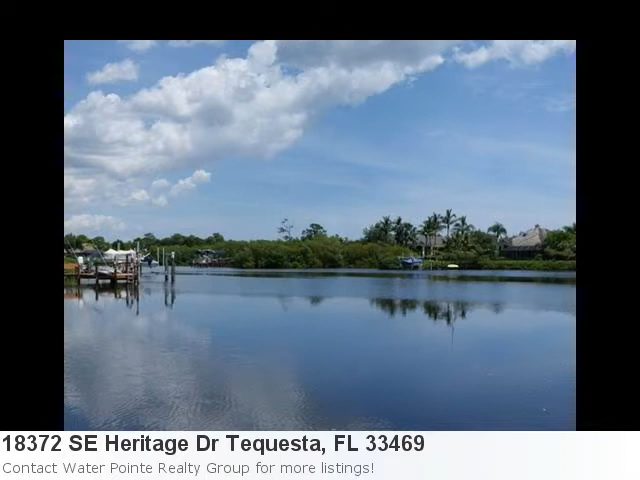 18372 SE Heritage Dr Tequesta, FL 33469
Contact Water Pointe Realty Group for more listings!